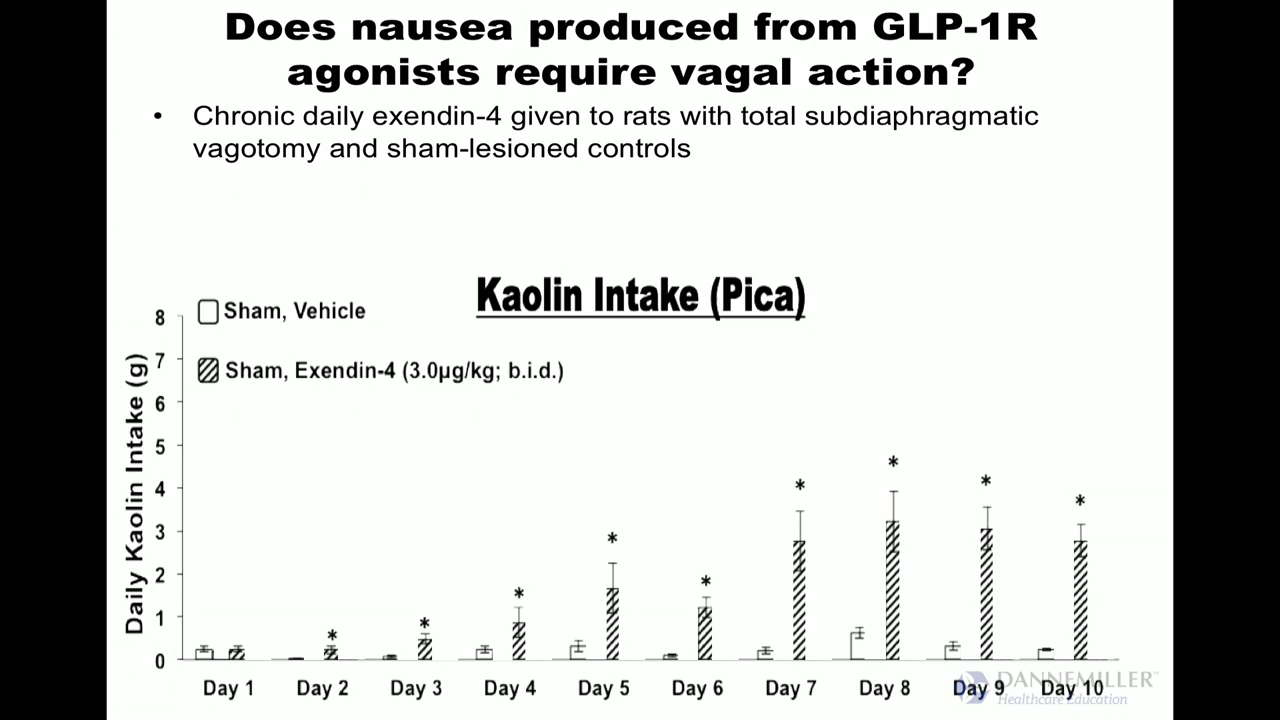 Does nausea produced from GLP-1R
agonists require vagal action?
• Chronic daily exendin-4 given to rats with total subdiaphragmatic
vagotomy and sham-lesioned controls
Kaolin Intake (Pica)
Sham, Vehicle
Sham, Exendin-4 (3.0µg/kg; b.i.d.)
Daily Kaolin Intake (g)
8
7
6
5
4
3
2
1
0
* * * * * * * * *
Day 1 Day 2 Day 3 Day 4 Day 5 Day 6 Day 7 Day 8 Day 9 Day 10
DANNEMILLER™
Healthcare Education